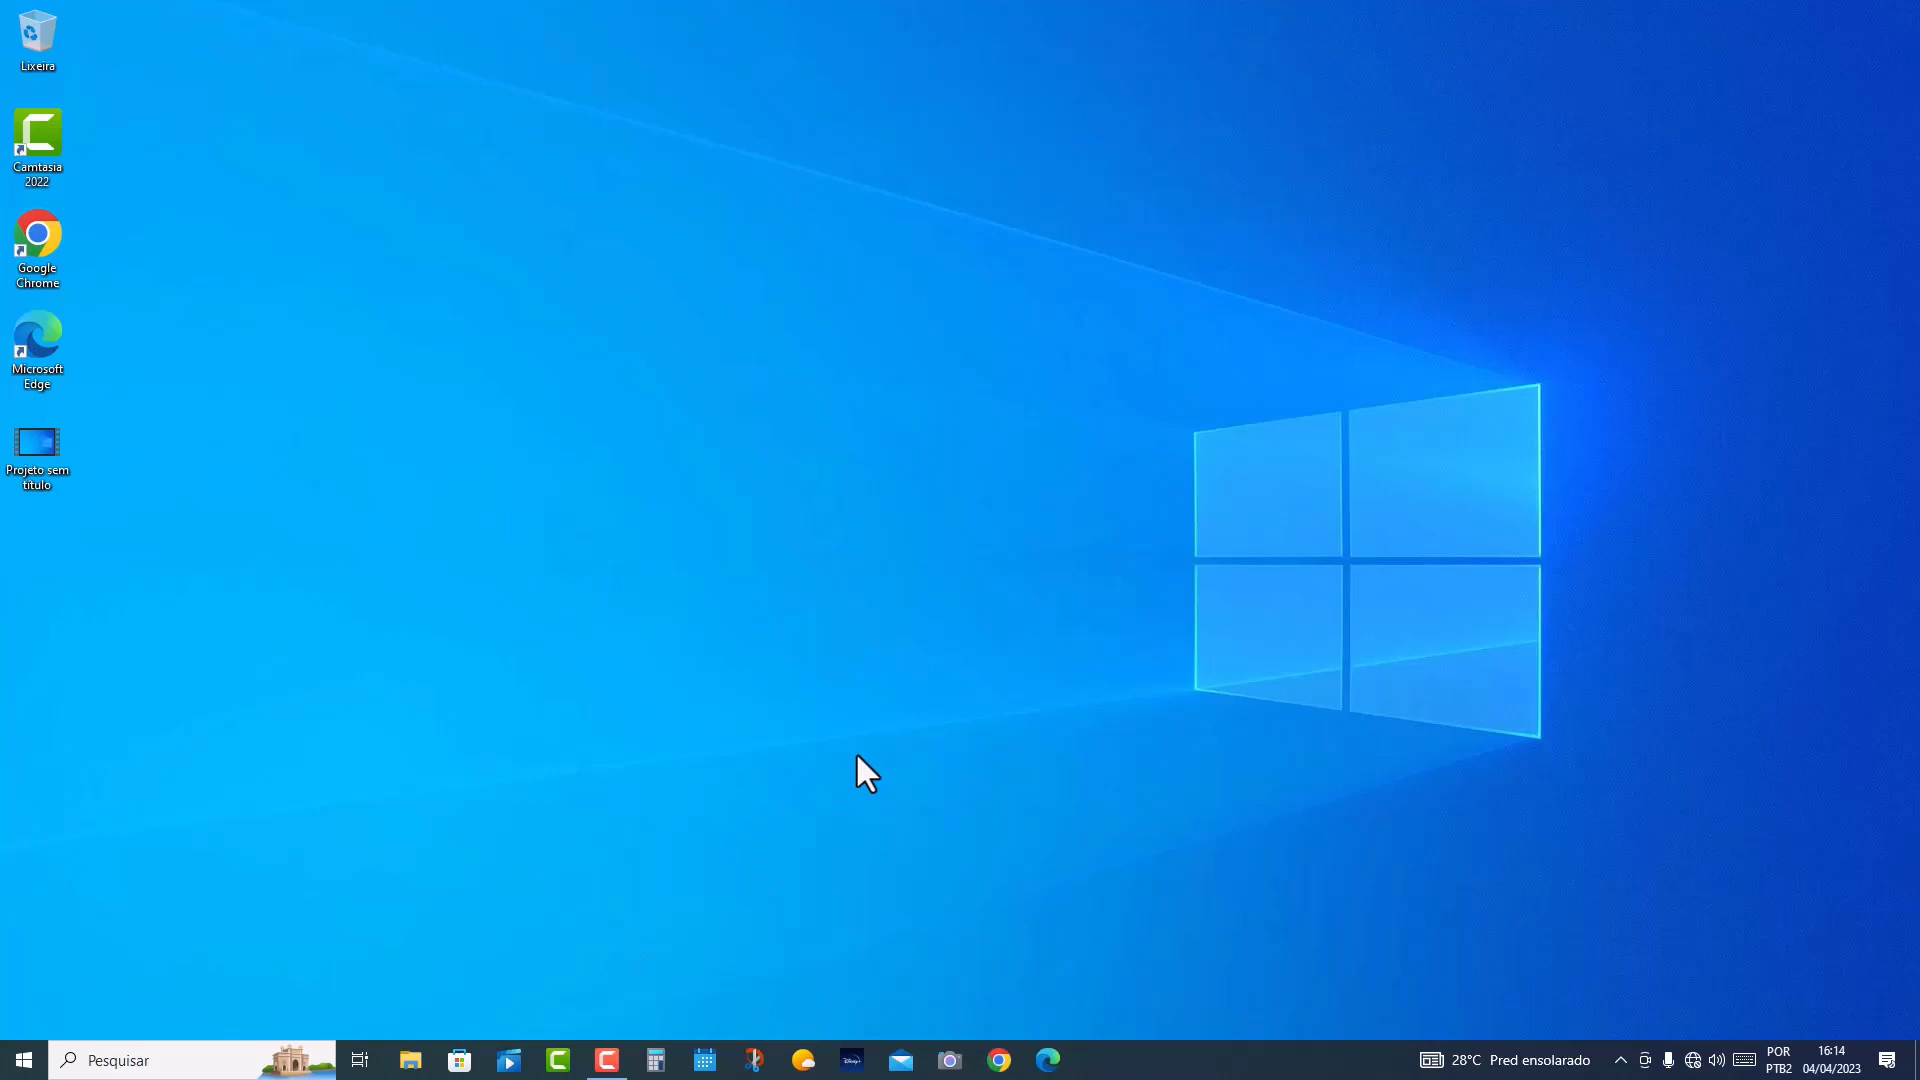 Lixeira
Camtasia
2022
Google
Chrome
Microsoft
Edge
Projeto sem
título
Pesquisar
Disney+
28°C Pred ensolarado
POR
PTB2
16:14
04/04/2023